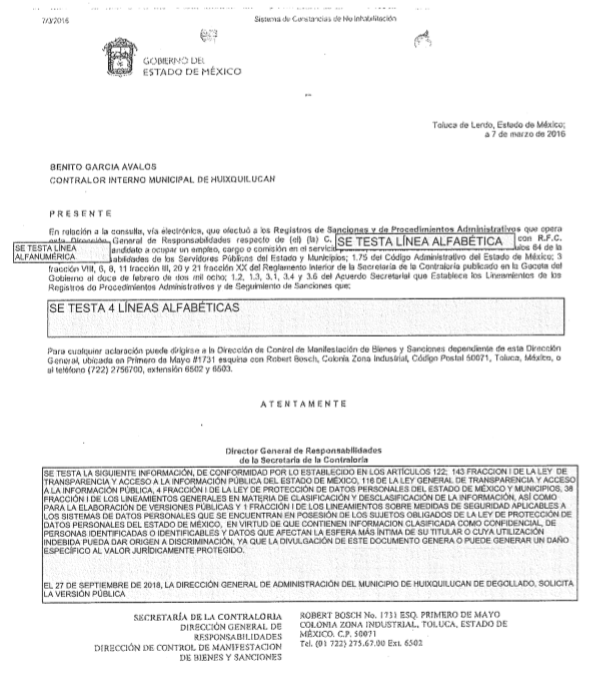 7/3/2016
Sistema de Constancias de No Inhabilitación
GOBIERNO DEL
ESTADO DE MÉXICO
Toluca de Lerdo, Estado de México;
a 7 de marzo de 2016
BENITO GARCIA AVALOS
CONTRALOR INTERNO MUNICIPAL DE HUIXQUILUCAN
P R E S E N T E
En relación a la consulta, vía electrónica, que efectuó a los Registros de Sanciones y de Procedimientos Administrativos que opera
General de Responsabilidades respecto de (el) (la) C. SE TESTA LÍNEA ALFABÉTICA con R.F.C.
SE TESTA LÍNEA ALFANUMÉRICA candidato a ocupar un empleo, cargo o comisión en el servicio 64 de la
de los Servidores Públicos del Estado y Municipios; 1.75 del Código Administrativo del Estado de México; 3
fracción VIII, 6, 8, 11 fracción III, 20 y 21 fracción XX del Reglamento Interior de la Secretaría de la Contraloría publicado en la Gaceta del
Gobierno el doce de febrero de dos mil ocho; 1.2, 1.3, 3.1, 3.4 y 3.6 del Acuerdo Secretarial que Establece los Lineamientos de los
Registros de Procedimientos Administrativos y de Seguimiento de Sanciones que:
SE TESTA 4 LÍNEAS ALFABÉTICAS
Para cualquier aclaración puede dirigirse a la Dirección de Control de Manifestación de Bienes y Sanciones dependiente de esta Dirección
General, ubicada en Primero de Mayo #1731 esquina con Robert Bosch, Colonia Zona Industrial, Código Postal 50071, Toluca, México, o
al teléfono (722) 2756700, extensión 6502 y 6503.
A T E N T A M E N T E
Director General de Responsabilidades
de la Secretaría de la Contraloría
SE TESTA LA SIGUIENTE INFORMACIÓN, DE CONFORMIDAD POR LO ESTABLECIDO EN LOS ARTÍCULOS 122; 143 FRACCION I DE LA LEY DE
TRANSPARENCIA Y ACCESO A LA INFORMACIÓN PÚBLICA DEL ESTADO DE MÉXICO, 116 DE LA LEY GENERAL DE TRANSPARENCIA Y ACCESO
A LA INFORMACIÓN PÚBLICA, 4 FRACCIÓN I DE LA LEY DE PROTECCIÓN DE DATOS PERSONALES DEL ESTADO DE MÉXICO Y MUNICIPIOS, 38
FRACCIÓN I DE LOS LINEAMIENTOS GENERALES EN MATERIA DE CLASIFICACIÓN Y DESCLASIFICACIÓN DE LA INFORMACIÓN, ASÍ COMO
PARA LA ELABORACIÓN DE VERSIONES PÚBLICAS Y 1 FRACCIÓN I DE LOS LINEAMIENTOS SOBRE MEDIDAS DE SEGURIDAD APLICABLES A
LOS SISTEMAS DE DATOS PERSONALES QUE SE ENCUENTRAN EN POSESIÓN DE LOS SUJETOS OBLIGADOS DE LA LEY DE PROTECCIÓN DE
DATOS PERSONALES DEL ESTADO DE MÉXICO, EN VIRTUD DE QUE CONTIENEN INFORMACION CLASIFICADA COMO CONFIDENCIAL, DE
PERSONAS IDENTIFICADAS O IDENTIFICABLES Y DATOS QUE AFECTAN LA ESFERA MÁS ÍNTIMA DE SU TITULAR O CUYA UTILIZACIÓN
INDEBIDA PUEDA DAR ORIGEN A DISCRIMINACIÓN, YA QUE LA DIVULGACIÓN DE ESTE DOCUMENTO GENERA O PUEDE GENERAR UN DAÑO
ESPECÍFICO AL VALOR JURÍDICAMENTE PROTEGIDO.
EL 27 DE SEPTIEMBRE DE 2018, LA DIRECCIÓN GENERAL DE ADMINISTRACIÓN DEL MUNICIPIO DE HUIXQUILUCAN DE DEGOLLADO, SOLICITA
LA VERSIÓN PÚBLICA
SECRETARÍA DE LA CONTRALORIA
DIRECCIÓN GENERAL DE
RESPONSABILIDADES
DIRECCIÓN DE CONTROL DE MANIFESTACION
DE BIENES Y SANCIONES
ROBERT BOSCH No. 1731 ESQ. PRIMERO DE MAYO
COLONIA ZONA INDUSTRIAL, TOLUCA, ESTADO DE
MÉXICO. C.P. 50071
Tel. (01 722) 275.67.00 Ext. 6502